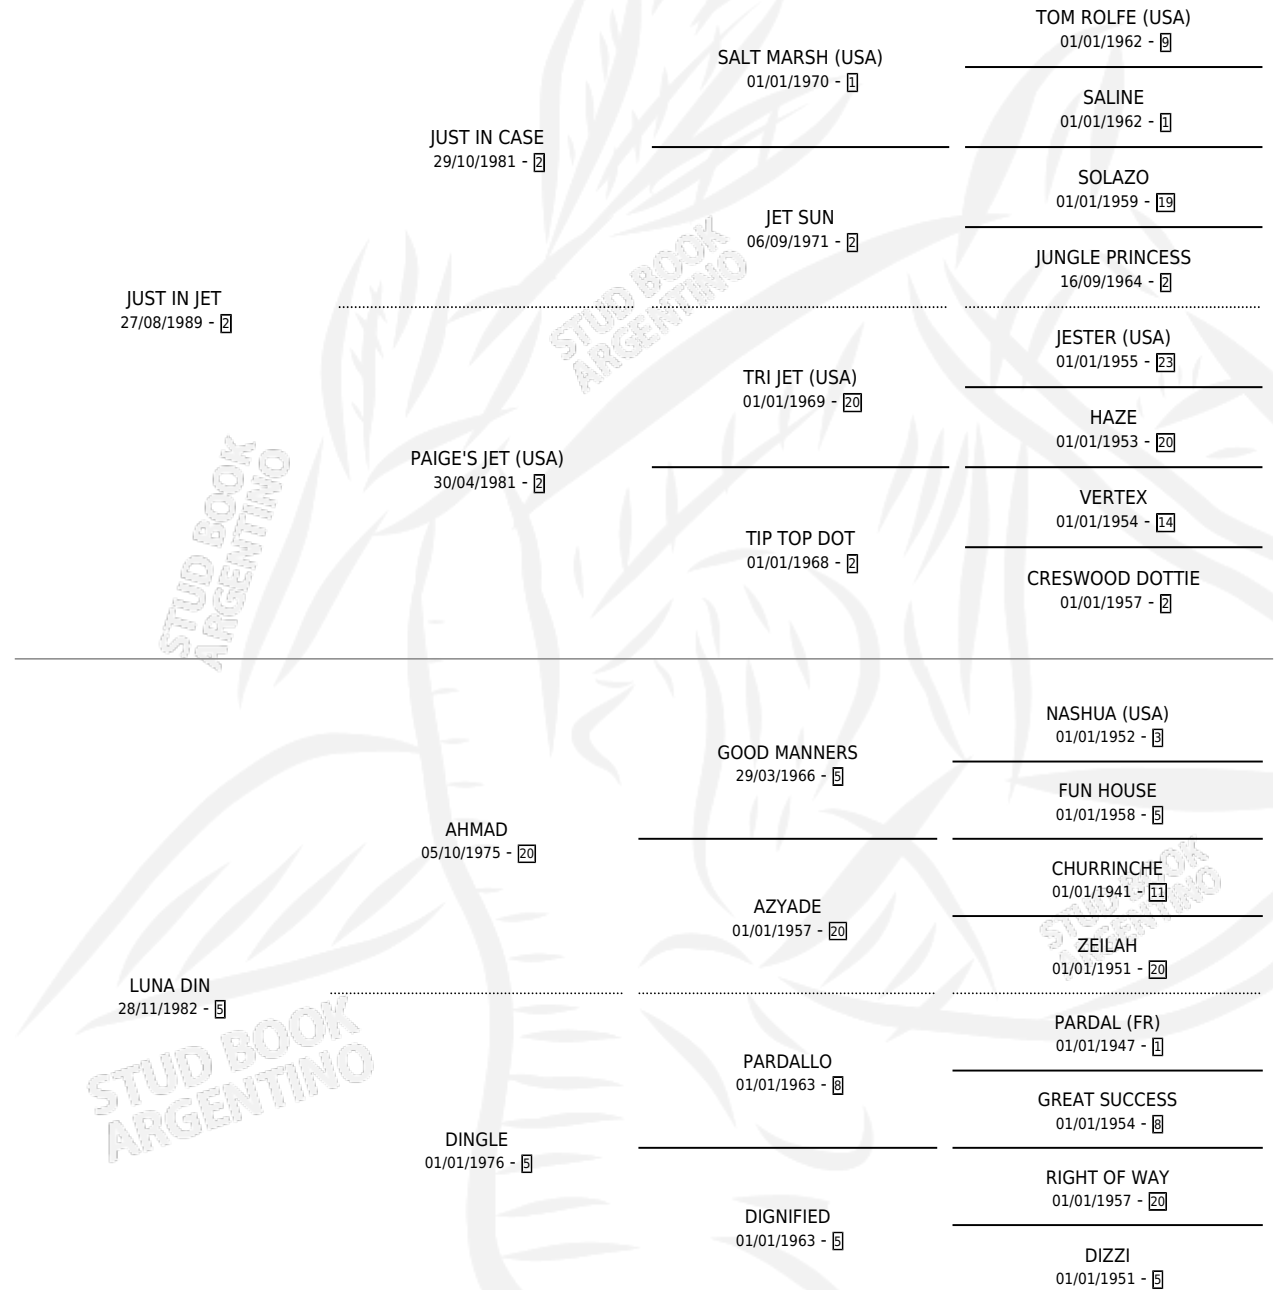 TOM ROLFE (USA)
01/01/1962 - 9
SALT MARSH (USA)
01/01/1970 - 1
SALINE
01/01/1962 - 1
JUST IN CASE
29/10/1981 - 2
SOLAZO
01/01/1959 - 19
JET SUN
06/09/1971 - 2
JUNGLE PRINCESS
16/09/1964 - 2
JUST IN JET
27/08/1989 - 2
STUD BOOK
ARGENTINO
JESTER (USA)
01/01/1955 - 23
TRI JET (USA)
01/01/1969 - 20
HAZE
01/01/1953 - 20
PAIGE'S JET (USA)
30/04/1981 - 2
VERTEX
01/01/1954 - 14
TIP TOP DOT
01/01/1968 - 2
CRESWOOD DOTTIE
01/01/1957 - 2
STUD BOOK
ARGENTINO
NASHUA (USA)
01/01/1952 - 3
GOOD MANNERS
29/03/1966 - 5
FUN HOUSE
01/01/1958 - 5
AHMAD
05/10/1975 - 20
CHURRINCHE
01/01/1941 - 11
AZYADE
01/01/1957 - 20
STUD BOOK
ARGENTINO
ZEILAH
01/01/1951 - 20
LUNA DIN
28/11/1982 - 5
PARDAL (FR)
01/01/1947 - 1
PARDALLO
01/01/1963 - 8
STUD BOOK
ARGENTINO
GREAT SUCCESS
01/01/1954 - 8
DINGLE
01/01/1976 - 5
RIGHT OF WAY
01/01/1957 - 20
DIGNIFIED
01/01/1963 - 5
DIZZI
01/01/1951 - 5